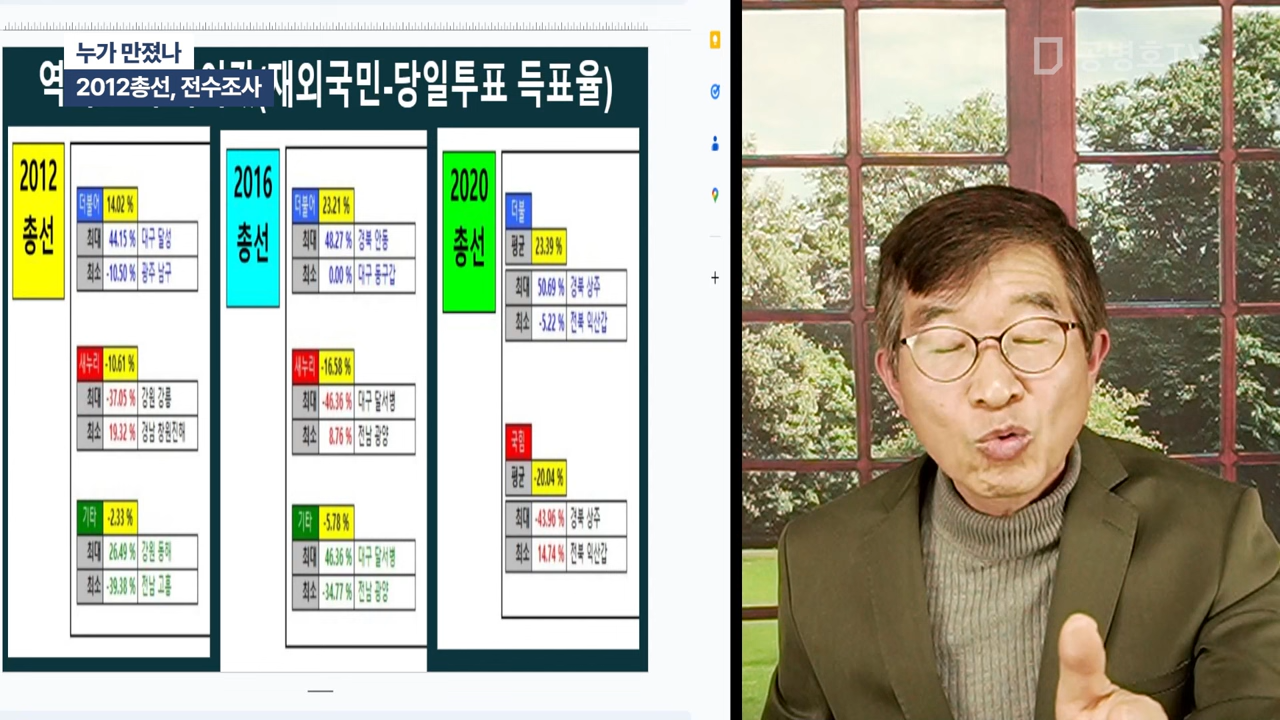 누가 만졌나
2012총선, 전수조사
(재외국민-당일투표 득표율)
2012
총선
더불어 14.02 %
최대 44.15 % 대구 달성
최소 -10.50 % 광주 남구
새누리 -10.61 %
최대 -37.05 % 강원 강릉
최소 19.32 % 경남 창원진해
기타 -2.33 %
최대 26.49 % 강원 동해
최소 -39.38 % 전남 고흥
2016
총선
더불어 23.21 %
최대 48.27 % 경북 안동
최소 0.00 % 대구 동구갑
새누리 -16.58 %
최대 -46.36 % 대구 달서병
최소 8.76 % 전남 광양
기타 -5.78 %
최대 46.36 % 대구 달서병
최소 -34.77 % 전남 광양
2020
총선
더불
평균 23.39 %
최대 50.69 % 경북 상주
최소 -5.22 % 전북 익산갑
국힘
평균 -20.04 %
최대 -43.96 % 경북 상주
최소 14.74 % 전북 익산갑
공병호TV